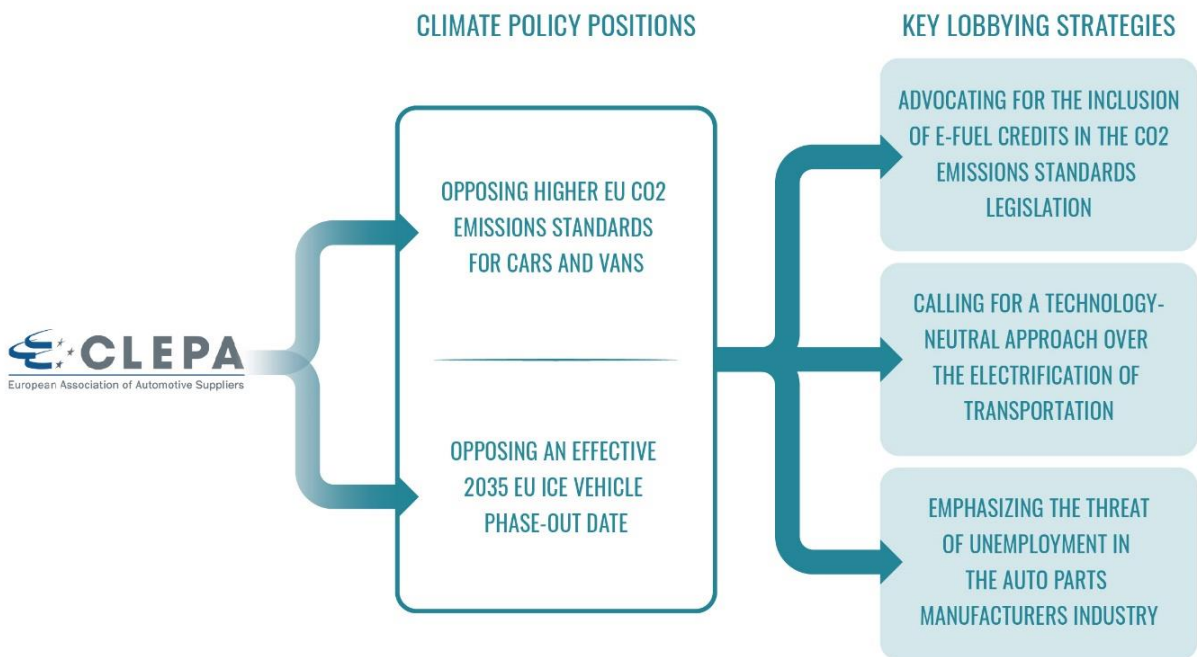 CLIMATE POLICY POSITIONS
KEY LOBBYING STRATEGIES
CLEPA
European Association of Automotive Suppliers
OPPOSING HIGHER EU CO2
EMISSIONS STANDARDS
FOR CARS AND VANS
OPPOSING AN EFFECTIVE
2035 EU ICE VEHICLE
PHASE-OUT DATE
ADVOCATING FOR THE INCLUSION
OF E-FUEL CREDITS IN THE CO2
EMISSIONS STANDARDS
LEGISLATION
CALLING FOR A TECHNOLOGY-
NEUTRAL APPROACH OVER
THE ELECTRIFICATION OF
TRANSPORTATION
EMPHASIZING THE THREAT
OF UNEMPLOYMENT IN
THE AUTO PARTS
MANUFACTURERS INDUSTRY